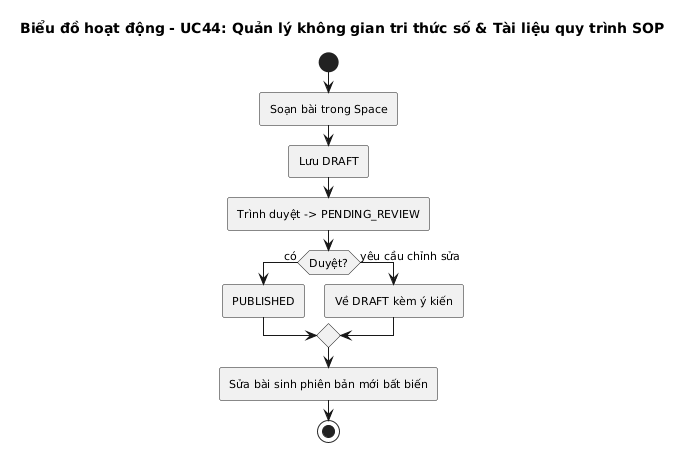 Biểu đồ hoạt động - UC44: Quản lý không gian tri thức số & Tài liệu quy trình SOP
Soạn bài trong Space
Lưu DRAFT
Trình duyệt -> PENDING_REVIEW
có
Duyệt?
yêu cầu chỉnh sửa
PUBLISHED
Về DRAFT kèm ý kiến
Sửa bài sinh phiên bản mới bất biến